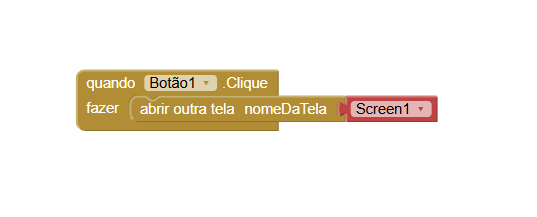 quando Botão1 .Clique
fazer abrir outra tela nomeDaTela Screen1